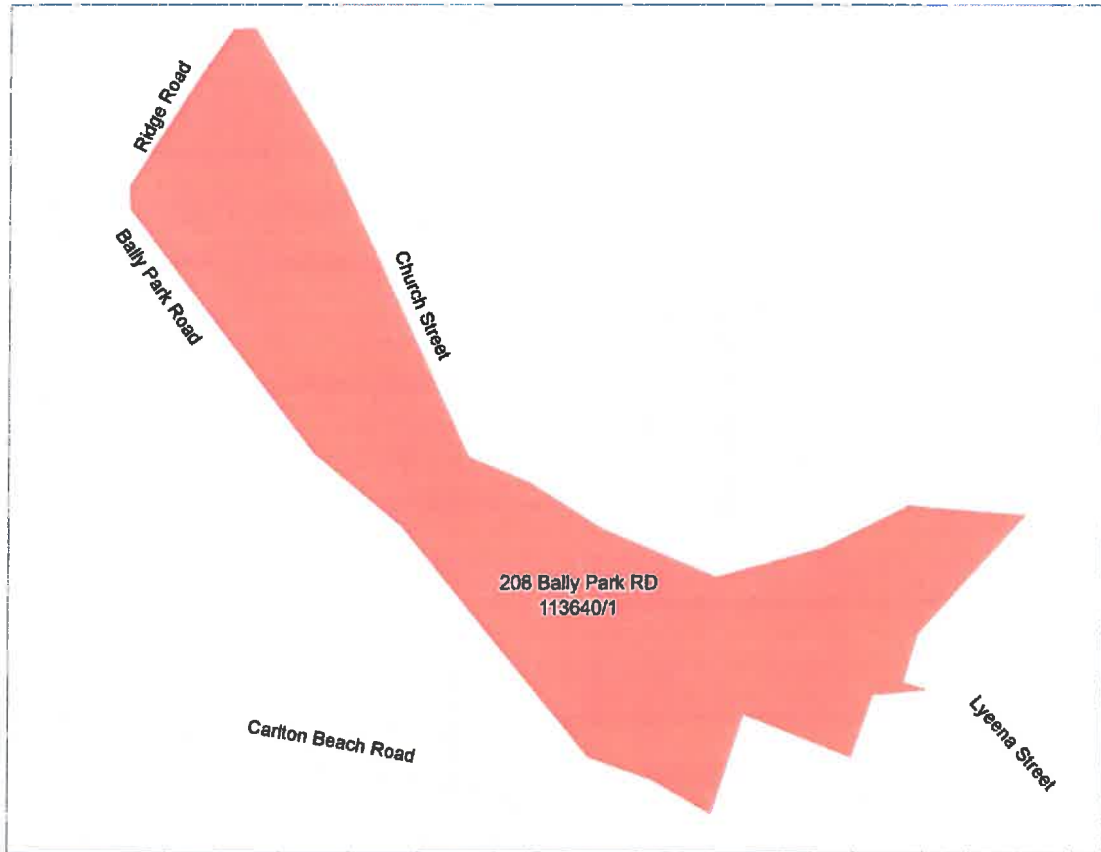 Ridge Road
Bally Park Road
Church Street
208 Bally Park RD
113640/1
Carlton Beach Road
Lyeena Street